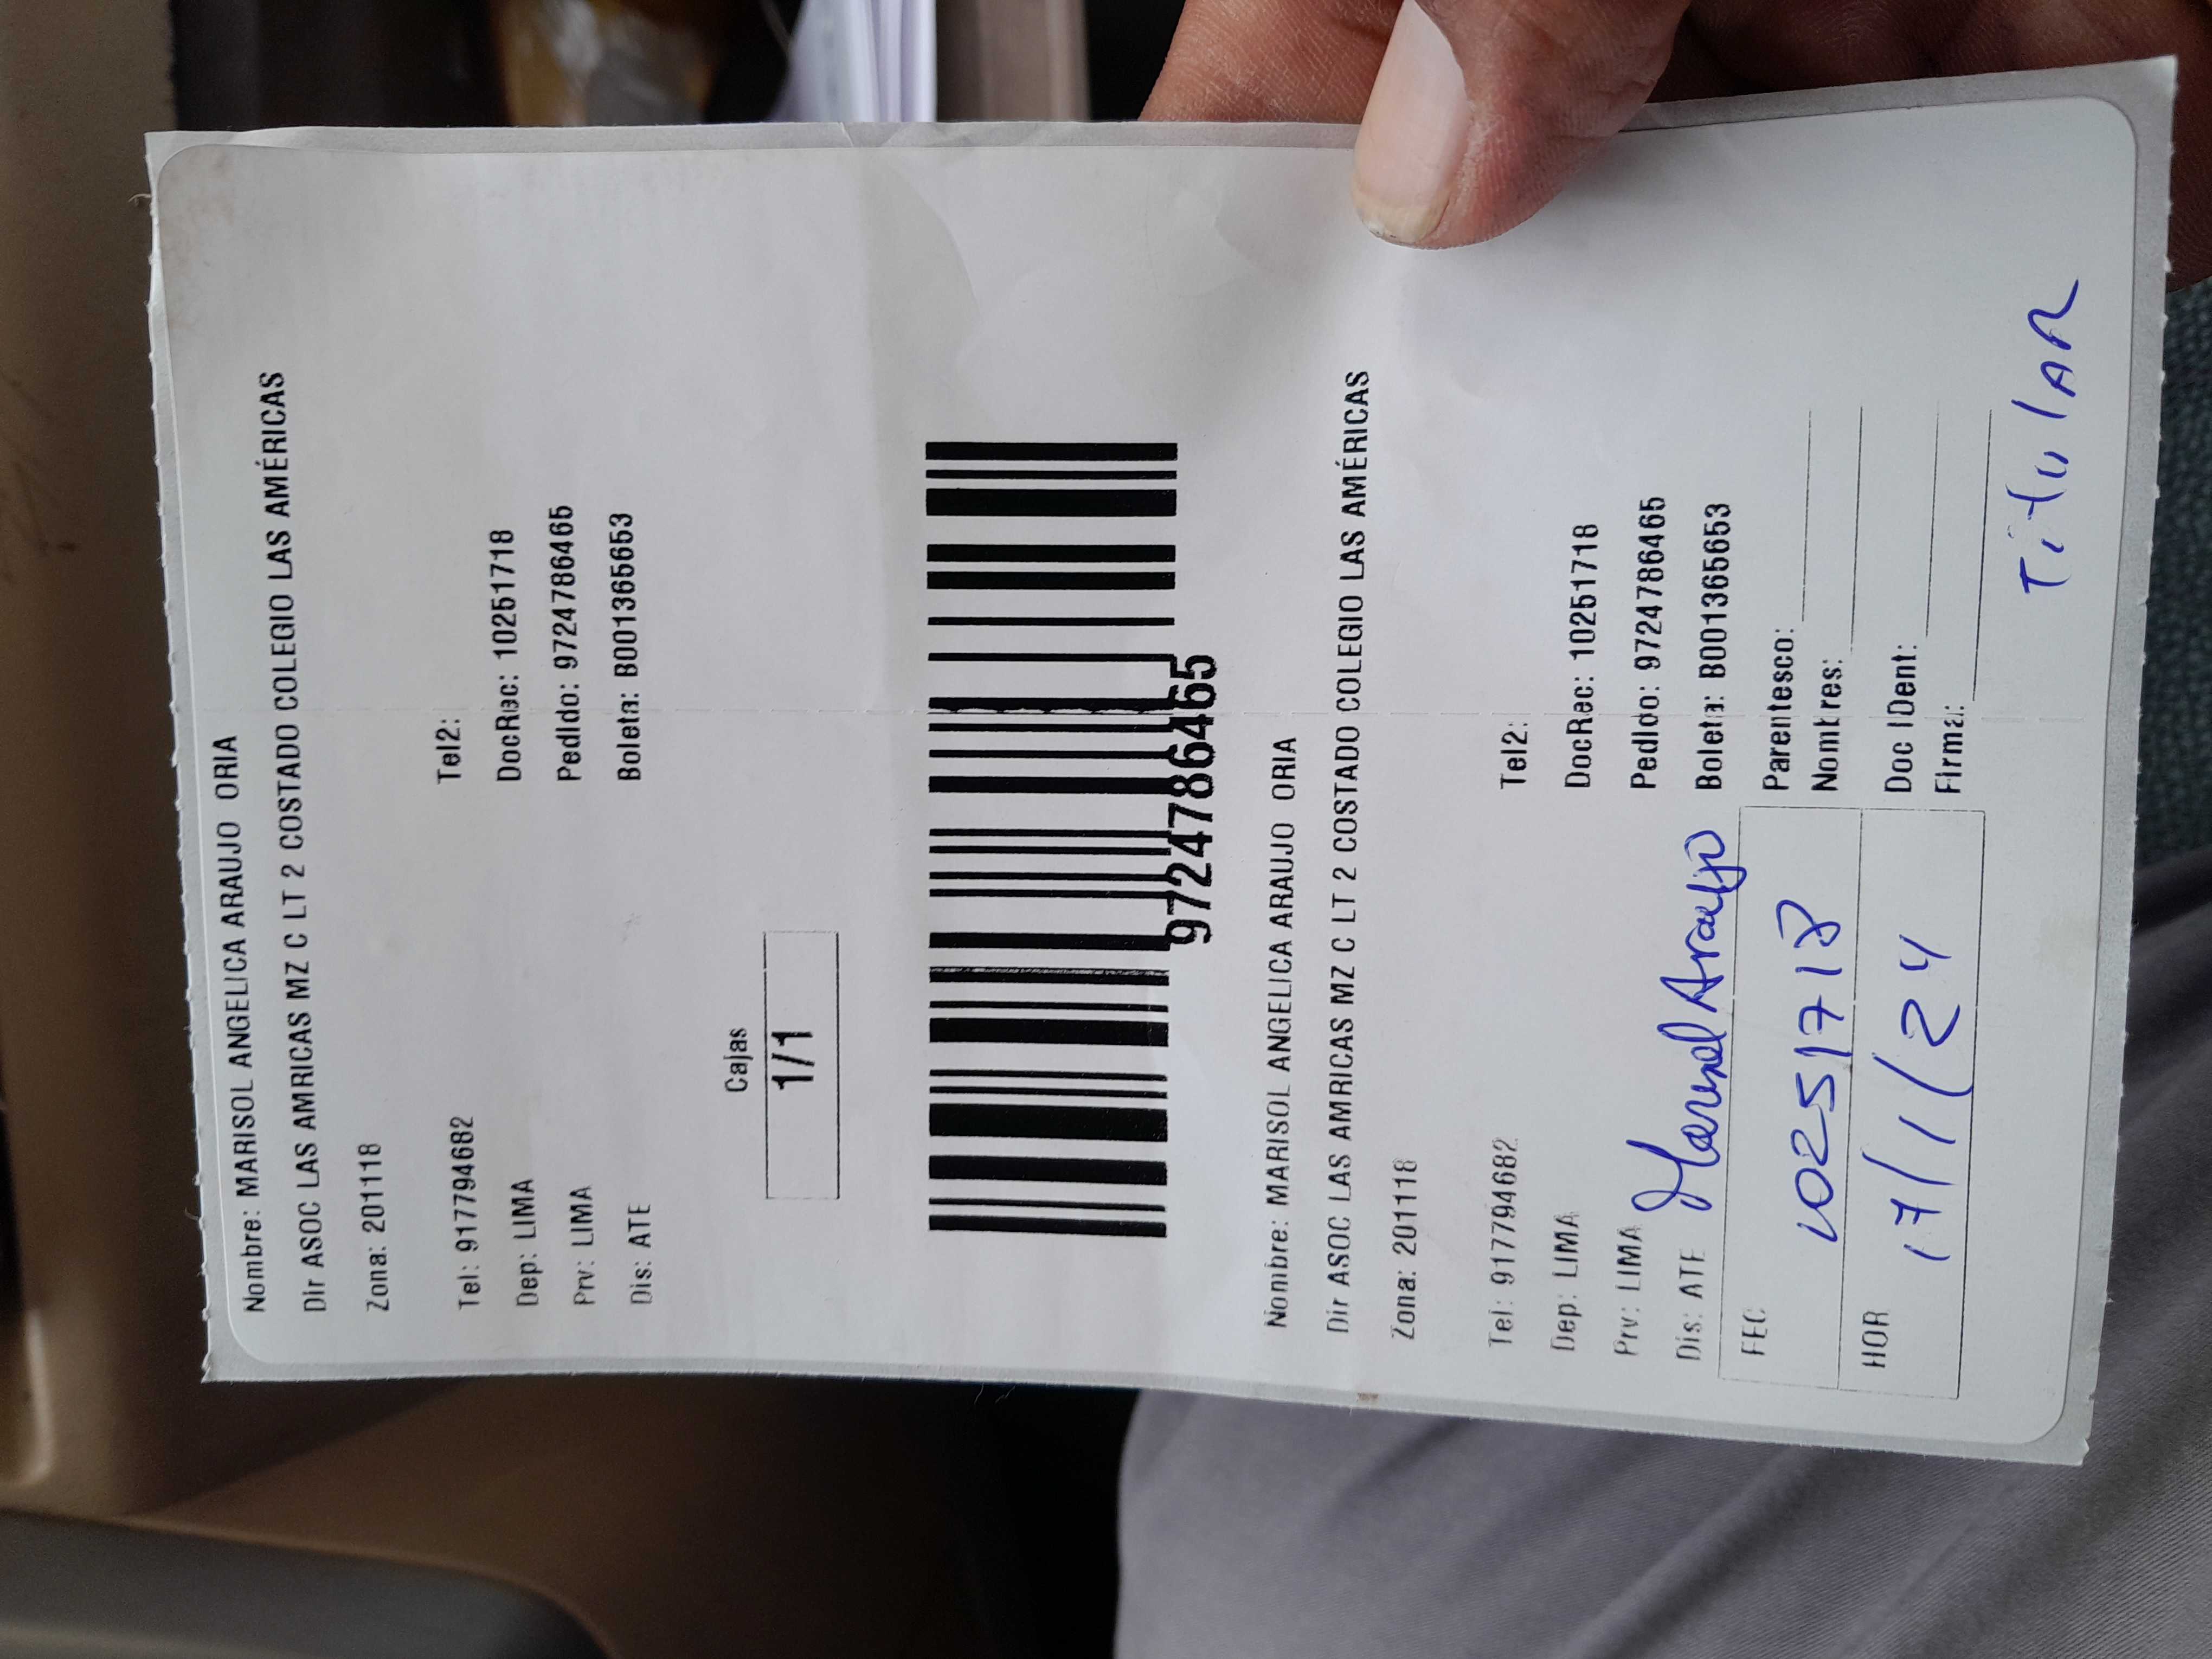 Nombre: MARISOL ANGELICA ARAUJO ORIA
Dir ASOC LAS AMRICAS MZ C LT 2 COSTADO COLEGIO LAS AMÉRICAS
Zona: 201118
Tel: 917794682 Tel2:
Dep: LIMA DocRec: 10251718
Prv: LIMA Pedido: 9724786465
Dis: ATE Boleta: B001365653
Cajas
1/1
9724786465
Nombre: MARISOL ANGELICA ARAUJO ORIA
Dir ASOC LAS AMRICAS MZ C LT 2 COSTADO COLEGIO LAS AMÉRICAS
Zona: 201118
Tel: 917794682 Tel2:
Dep: LIMA DocRec: 10251718
Prv: LIMA Pedido: 9724786465
Dis: ATE Boleta: B001365653
Araujo
FEC 10251718 Parentesco:
Nombres:
HOR 17/1/24 Doc IDent:
Firma:
TitulAR